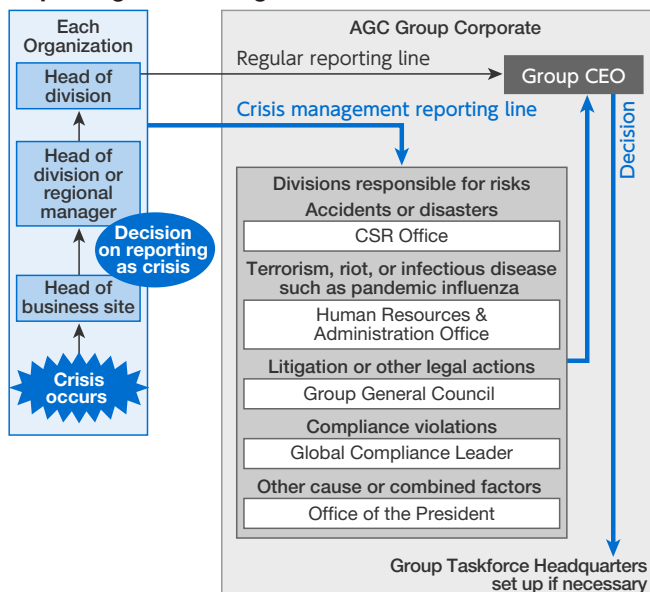 Each
Organization
Head of
division
Head of
division or
regional
manager
Decision
on reporting
as crisis
Head of
business site
Crisis
occurs
AGC Group Corporate
Regular reporting line
Group CEO
Crisis management reporting line
Decision
Divisions responsible for risks
Accidents or disasters
CSR Office
Terrorism, riot, or infectious disease
such as pandemic influenza
Human Resources &
Administration Office
Litigation or other legal actions
Group General Council
Compliance violations
Global Compliance Leader
Other cause or combined factors
Office of the President
Group Taskforce Headquarters
set up if necessary